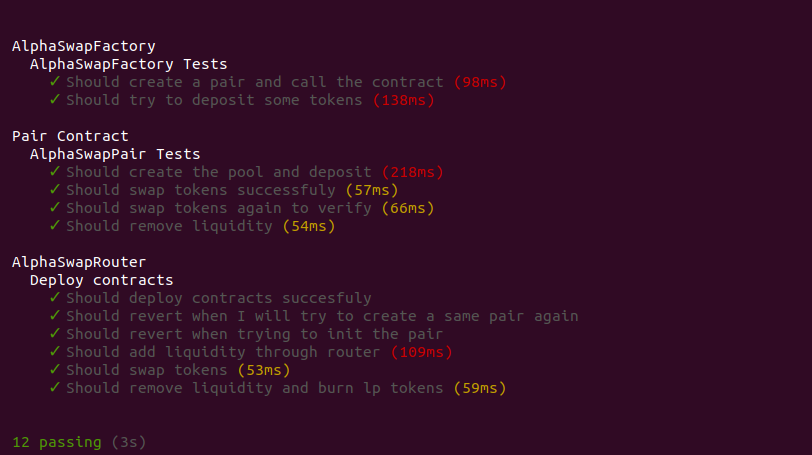 AlphaSwapFactory
AlphaSwapFactory Tests
✓ Should create a pair and call the contract (98ms)
✓ Should try to deposit some tokens (138ms)
Pair Contract
AlphaSwapPair Tests
✓ Should create the pool and deposit (218ms)
✓ Should swap tokens successfuly (57ms)
✓ Should swap tokens again to verify (66ms)
✓ Should remove liquidity (54ms)
AlphaSwapRouter
Deploy contracts
✓ Should deploy contracts succesfuly
✓ Should revert when I will try to create a same pair again
✓ Should revert when trying to init the pair
✓ Should add liquidity through router (109ms)
✓ Should swap tokens (53ms)
✓ Should remove liquidity and burn lp tokens (59ms)
12 passing (3s)